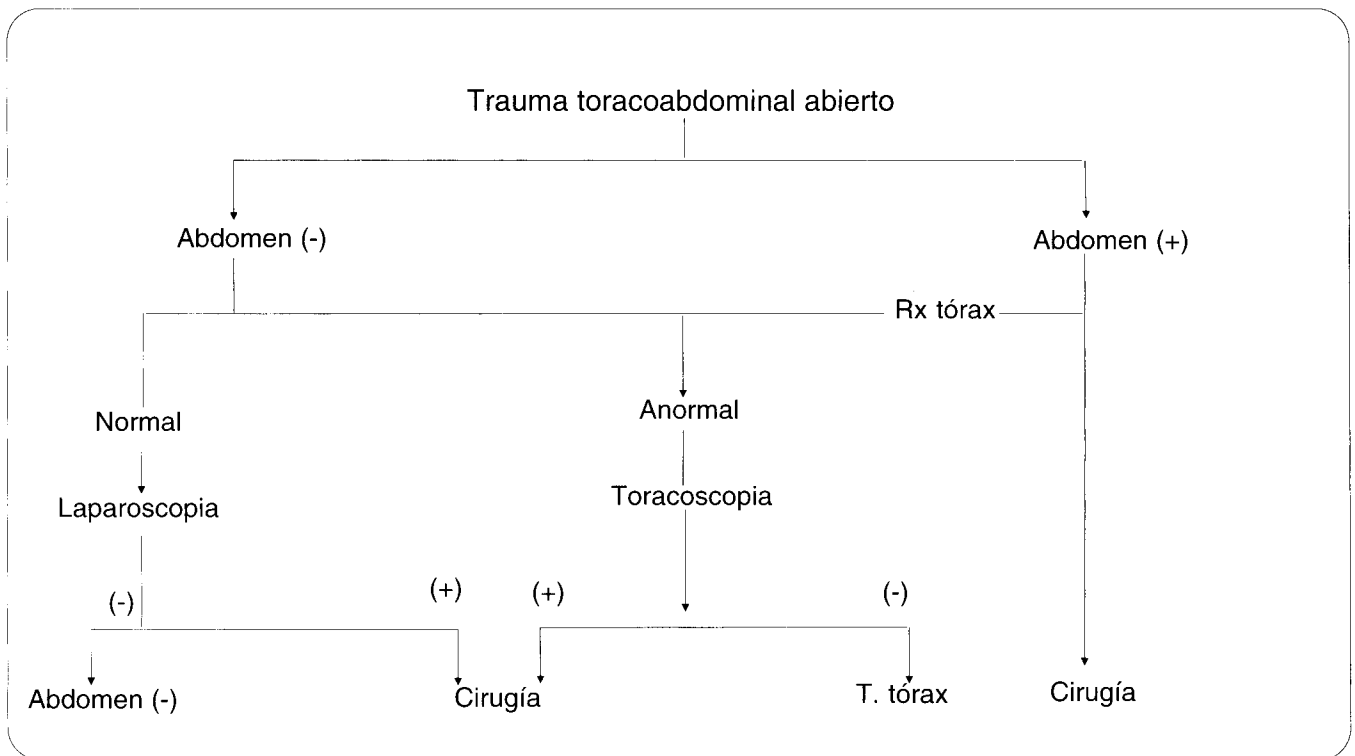 Trauma toracoabdominal abierto
Abdomen (-)
Abdomen (+)
Rx tórax
Normal
Anormal
Laparoscopia
Toracoscopia
(-)
(+)
(+)
(-)
Abdomen (-)
Cirugía
T. tórax
Cirugía